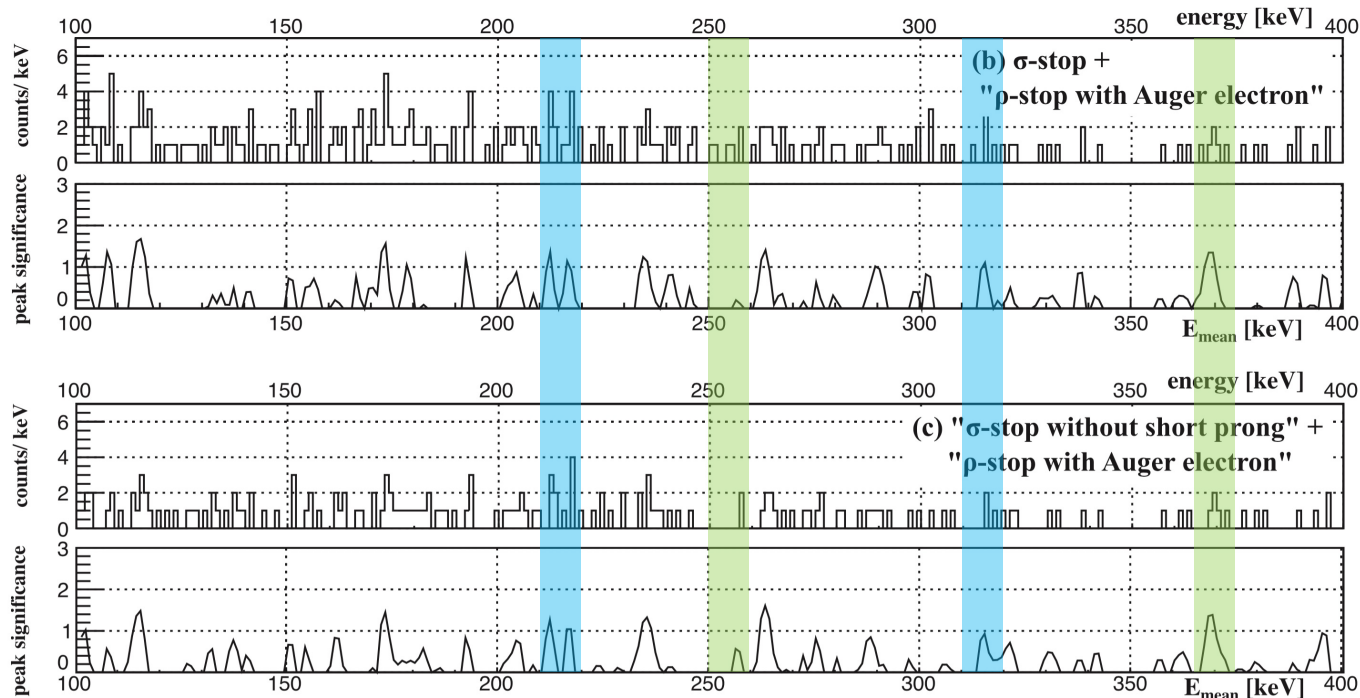 100 150 200 250 300 350 energy [keV] 400
counts/ keV
6
4
2
0
(b) σ-stop +
"ρ-stop with Auger electron"
peak significance
3
2
1
0
100 150 200 250 300 350 400
E_mean [keV]
100 150 200 250 300 350 energy [keV] 400
counts/ keV
6
4
2
0
(c) "σ-stop without short prong" +
"ρ-stop with Auger electron"
peak significance
3
2
1
0
100 150 200 250 300 350 400
E_mean [keV]